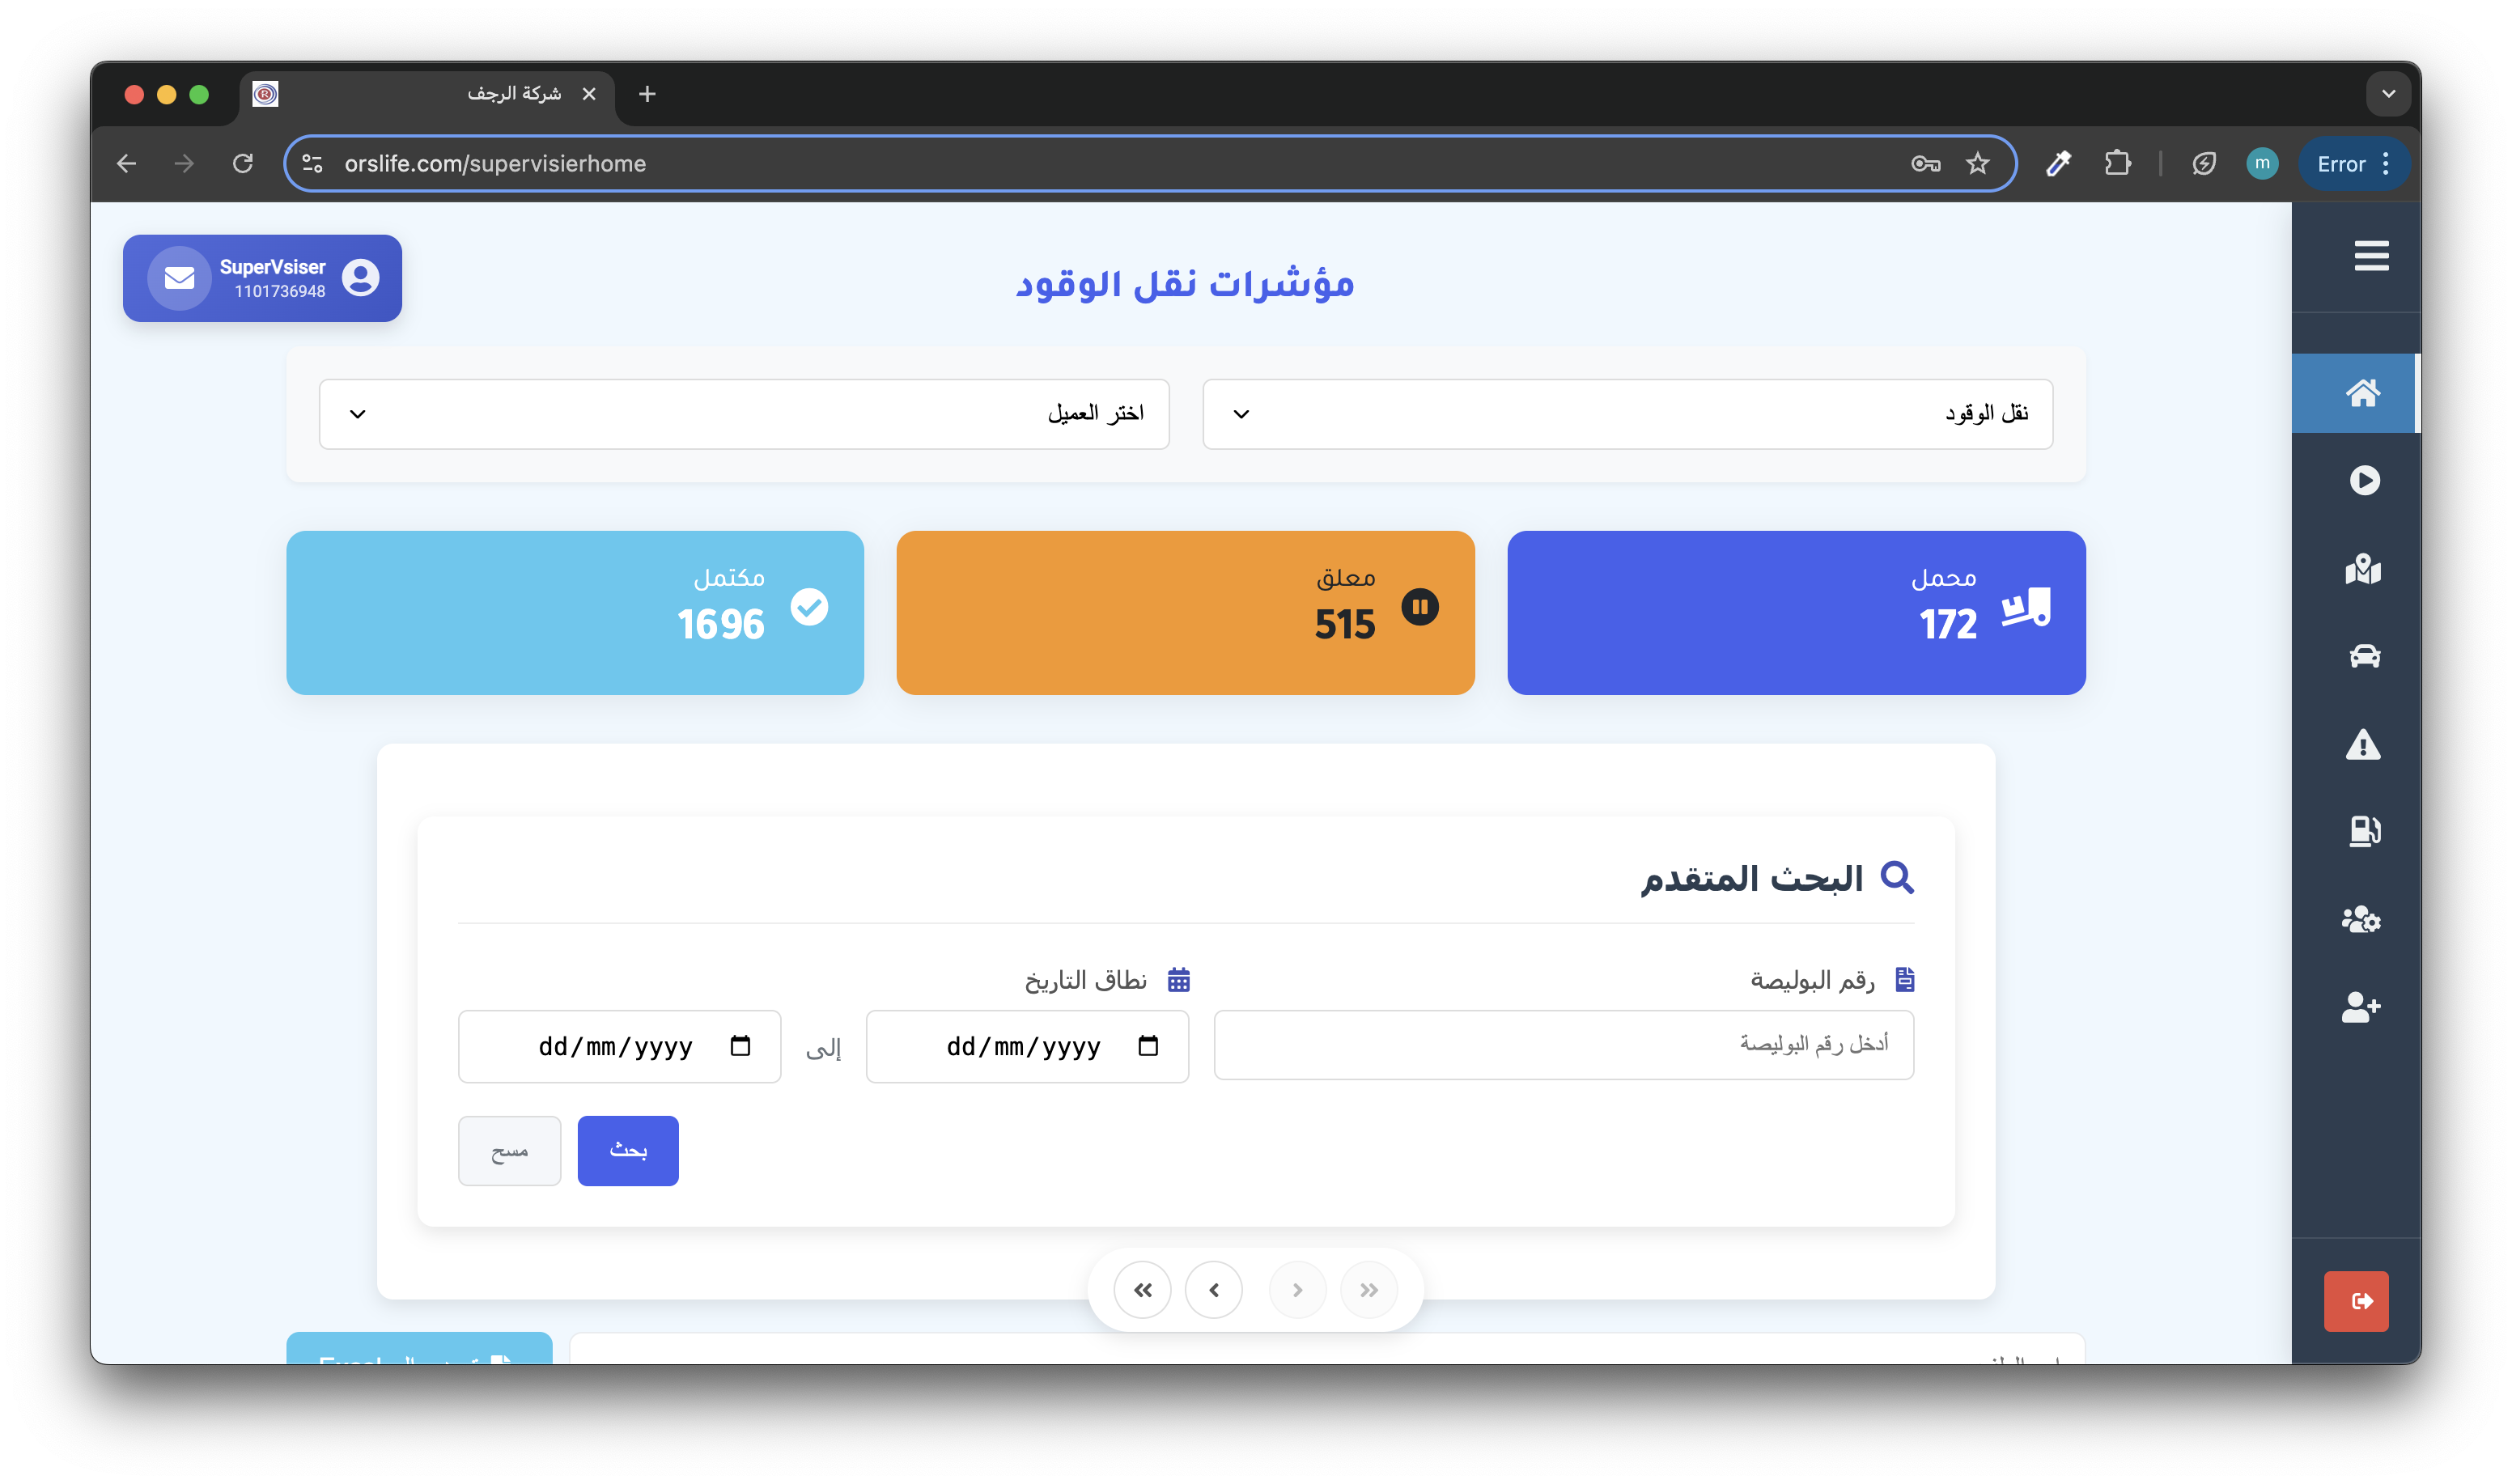 شركة الرجف
orslife.com/supervisierhome
m
Error
SuperVsiser
1101736948
مؤشرات نقل الوقود
نقل الوقود
اختر العميل
محمل
172
معلق
515
مكتمل
1696
البحث المتقدم
رقم البوليصة
نطاق التاريخ
أدخل رقم البوليصة
dd/mm/yyyy
إلى
dd/mm/yyyy
بحث
مسح